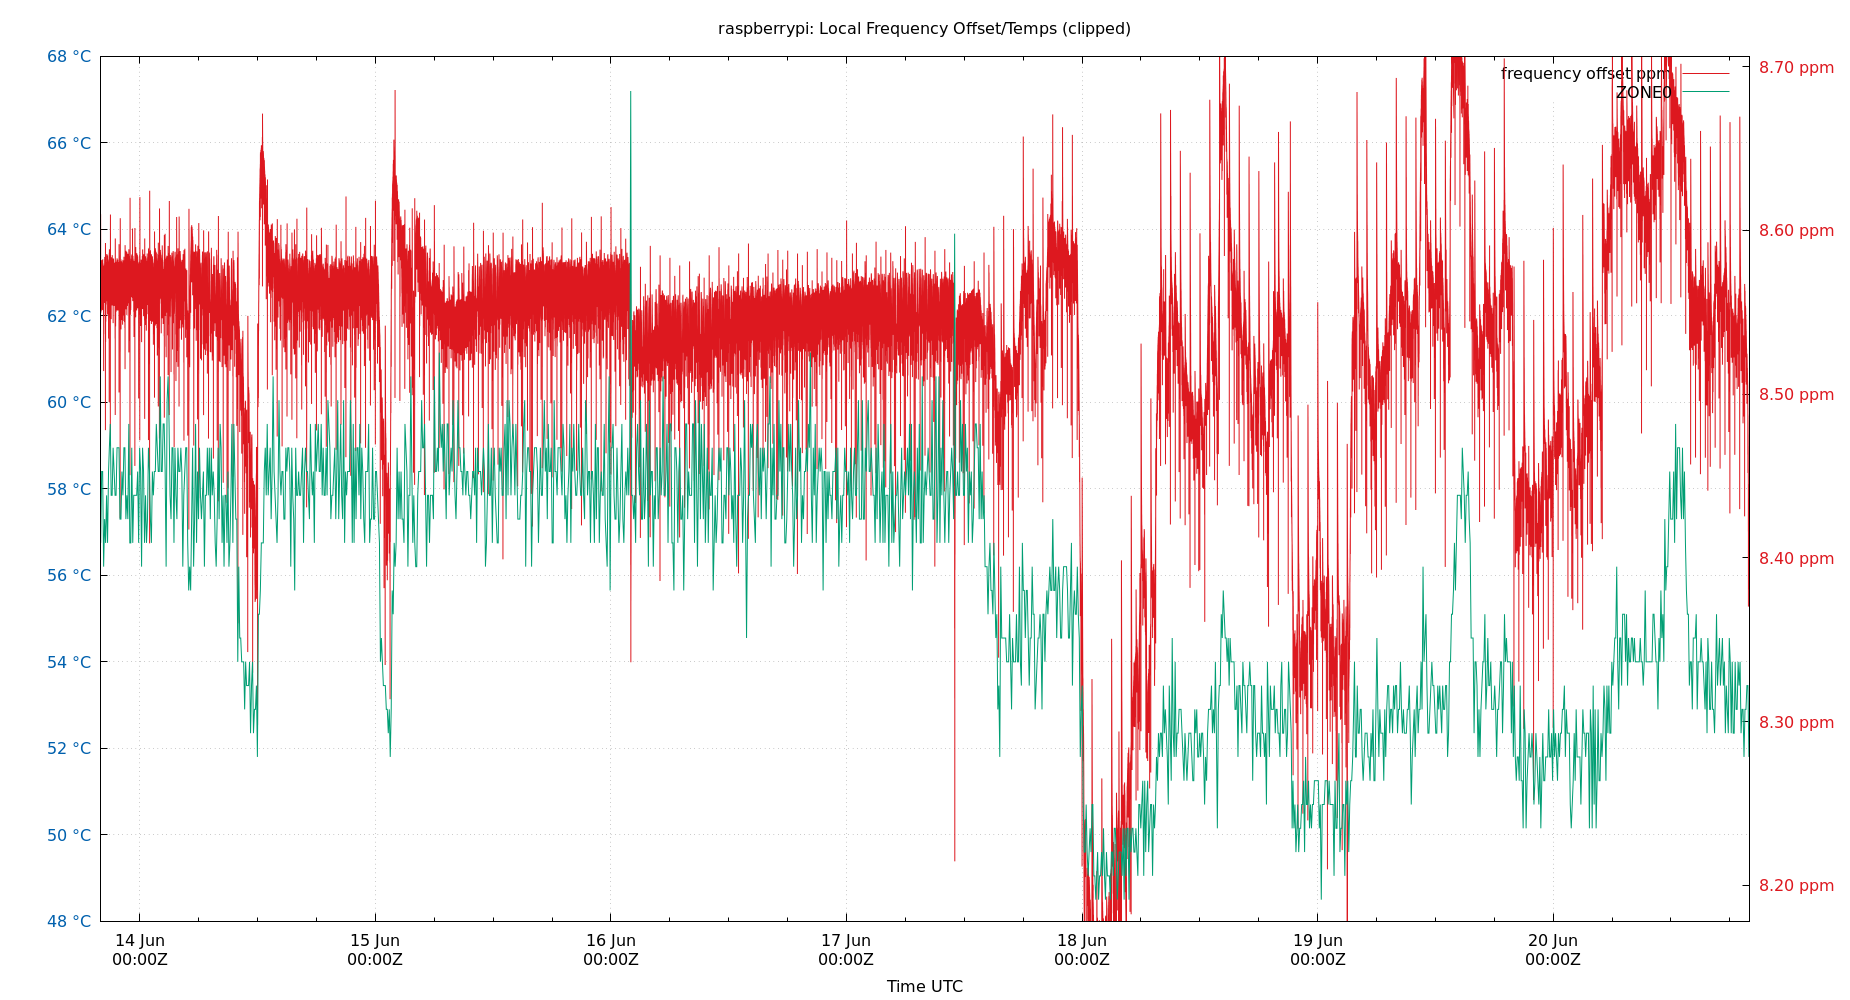 raspberrypi: Local Frequency Offset/Temps (clipped)
68 °C
66 °C
64 °C
62 °C
60 °C
58 °C
56 °C
54 °C
52 °C
50 °C
48 °C
8.70 ppm
8.60 ppm
8.50 ppm
8.40 ppm
8.30 ppm
8.20 ppm
frequency offset ppm
ZONE0
14 Jun 15 Jun 16 Jun 17 Jun 18 Jun 19 Jun 20 Jun
00:00Z 00:00Z 00:00Z 00:00Z 00:00Z 00:00Z 00:00Z
Time UTC